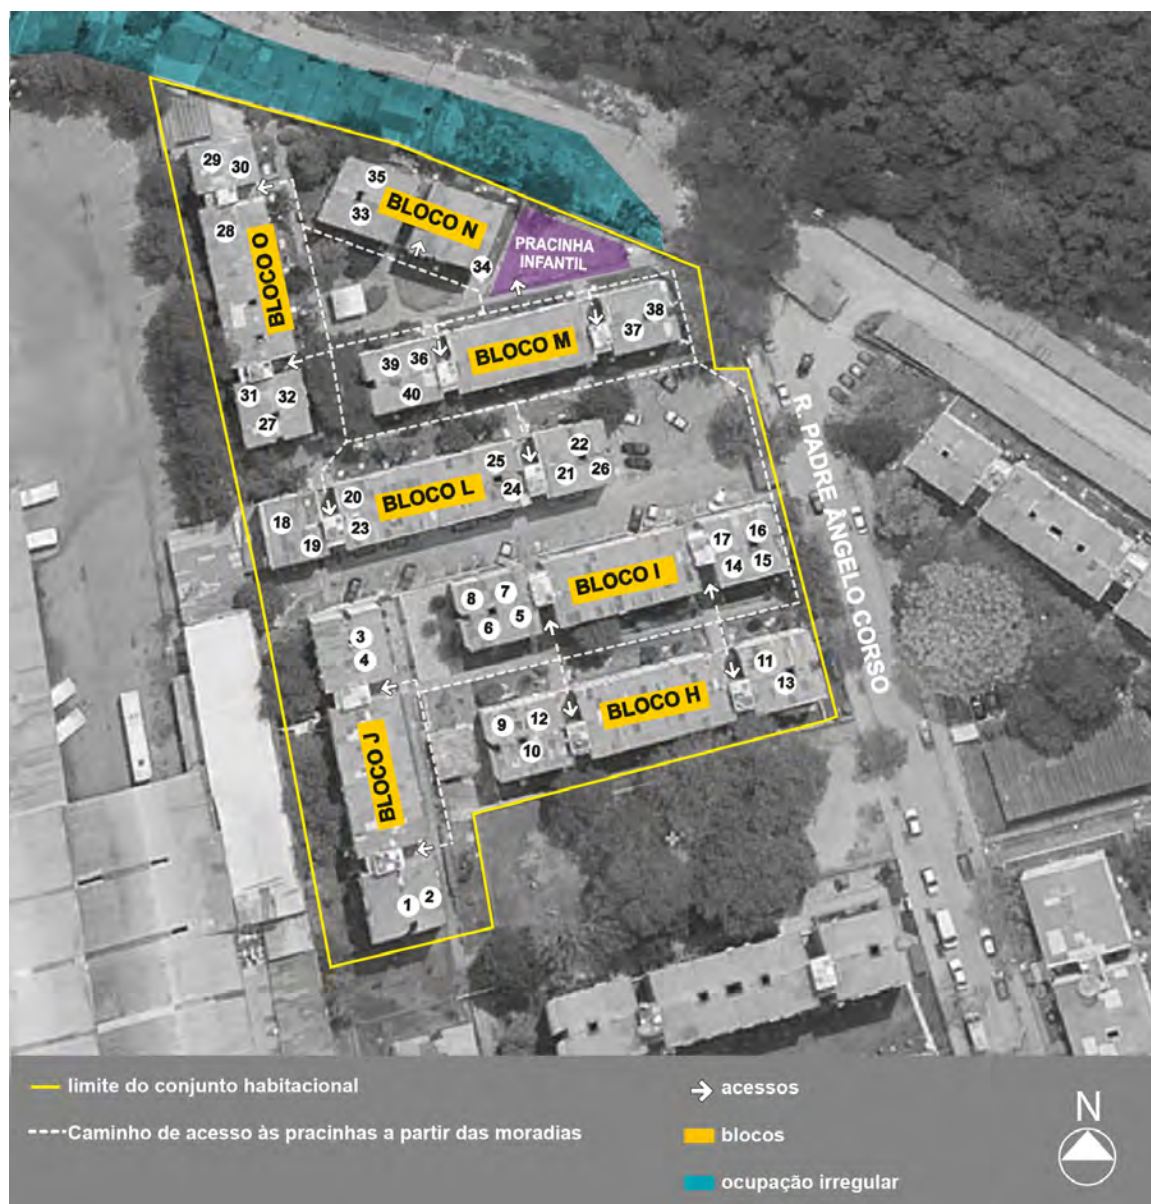 29
30
28
BLOCO O
31
32
27
35
33
BLOCO N
34
PRACINHA
INFANTIL
38
37
BLOCO M
39
36
40
25
22
21
26
24
20
BLOCO L
23
18
19
R. PADRE ÂNGELO CORSO
17
16
14
15
BLOCO I
8
7
6
5
3
4
11
13
BLOCO H
9
12
10
BLOCO J
1
2
limite do conjunto habitacional
Caminho de acesso às pracinhas a partir das moradias
acessos
blocos
ocupação irregular
N